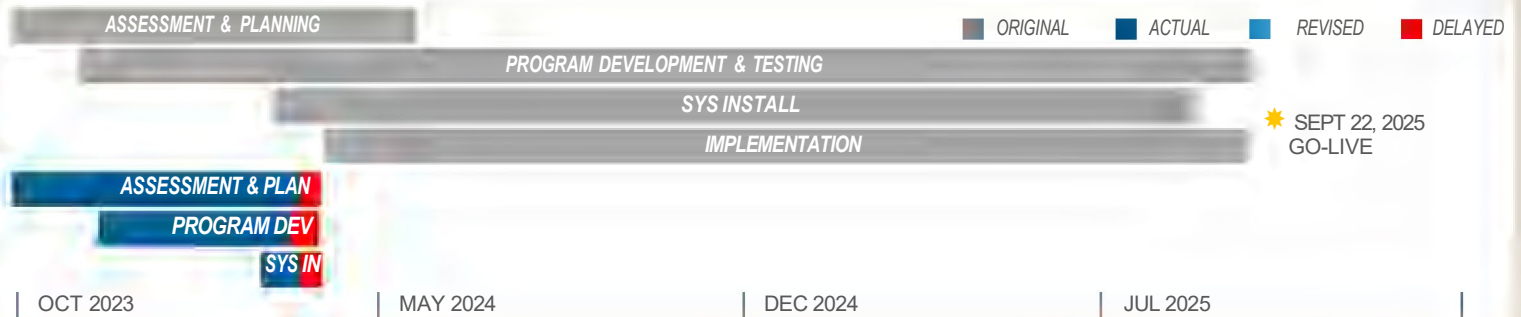 ASSESSMENT & PLANNING
ORIGINAL ACTUAL REVISED DELAYED
PROGRAM DEVELOPMENT & TESTING
SYS INSTALL
SEPT 22, 2025
GO-LIVE
IMPLEMENTATION
ASSESSMENT & PLAN
PROGRAM DEV
SYS IN
OCT 2023 MAY 2024 DEC 2024 JUL 2025